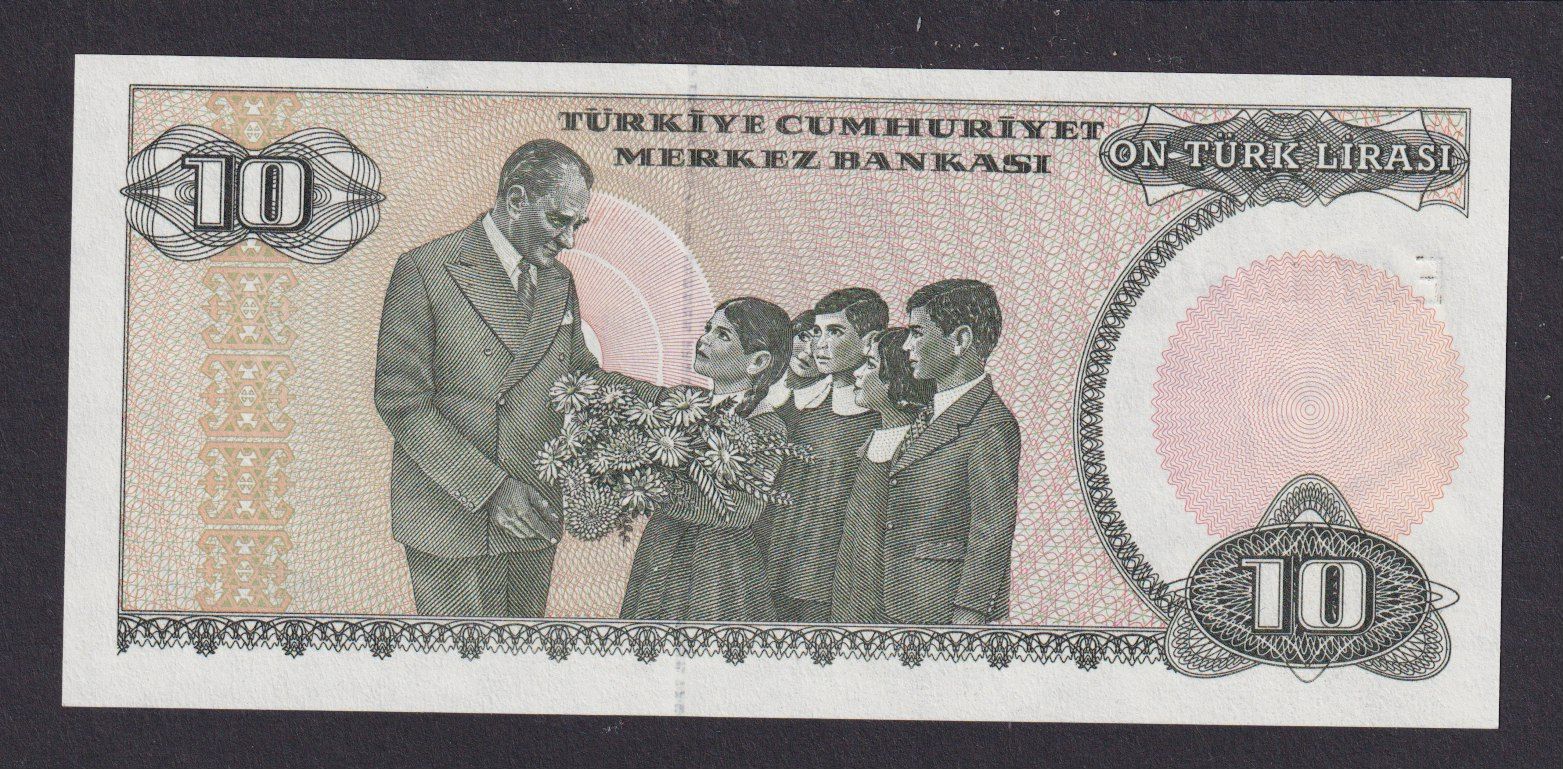 10
TÜRKİYE CUMHURİYET
MERKEZ BANKASI
ON TÜRK LİRASI
10